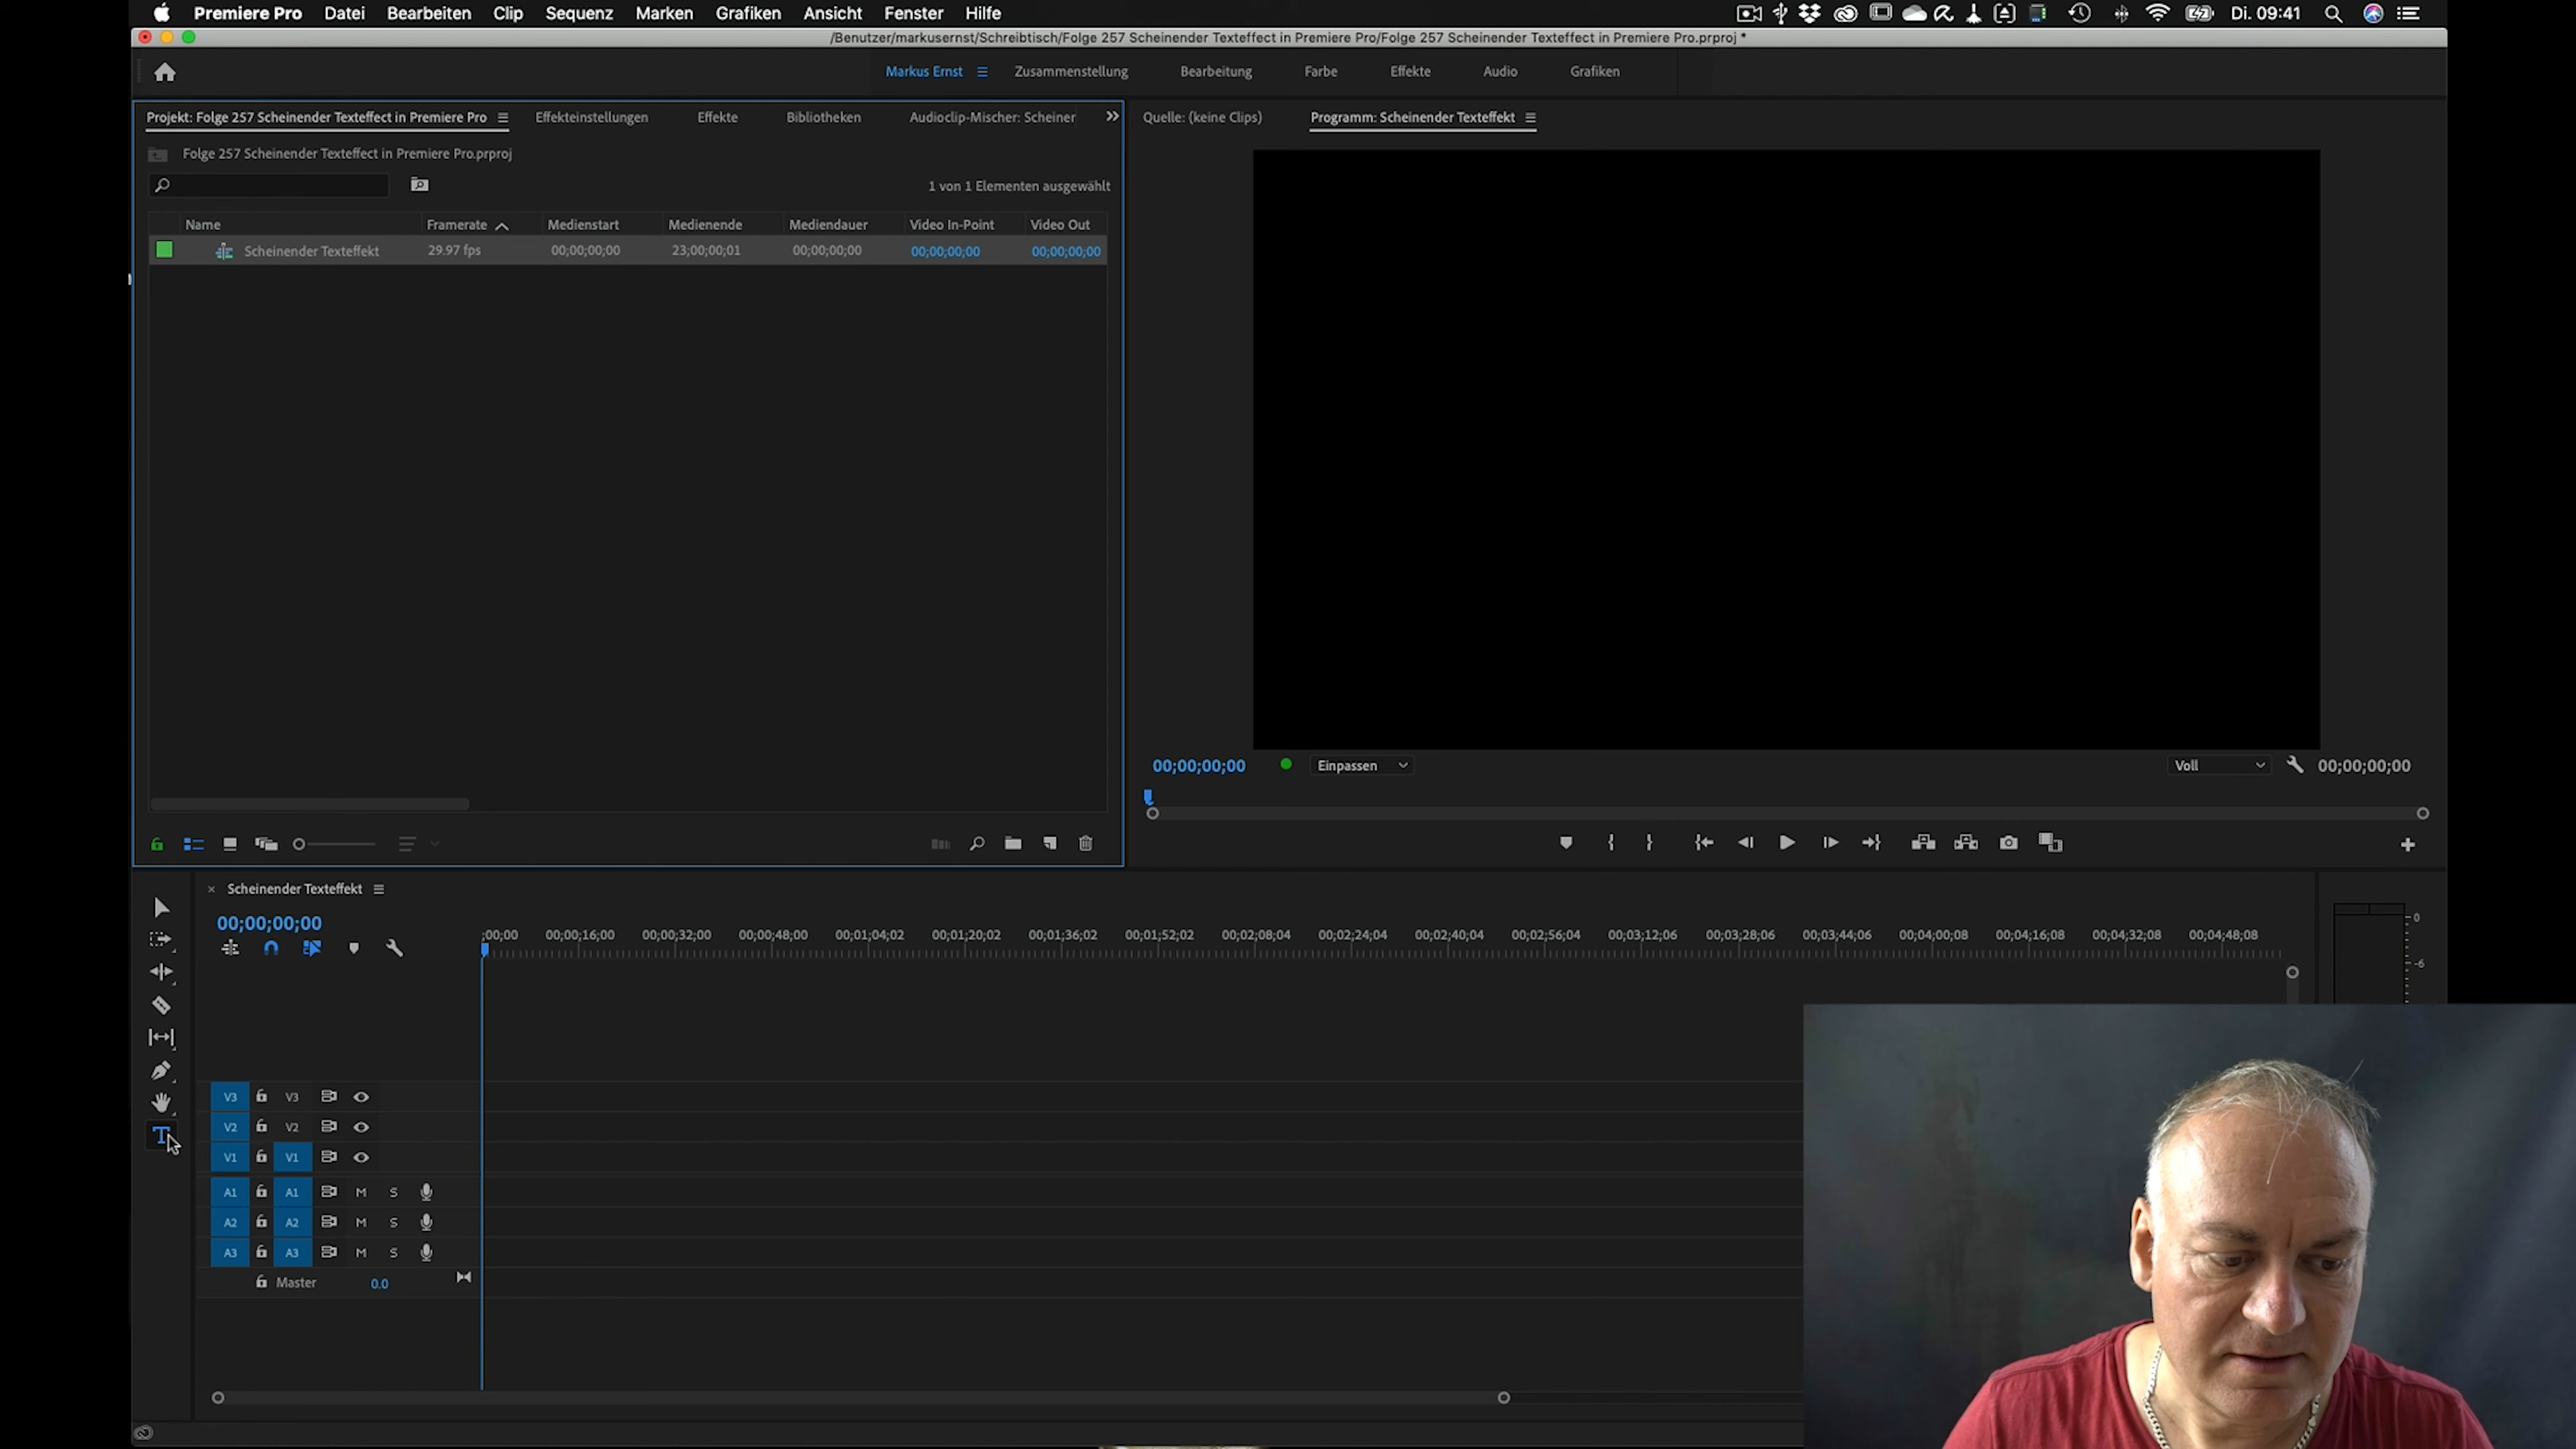 Premiere Pro Datei Bearbeiten Clip Sequenz Marken Grafiken Ansicht Fenster Hilfe Di. 09:41
/Benutzer/markusernst/Schreibtisch/Folge 257 Scheinender Texteffect in Premiere Pro/Folge 257 Scheinender Texteffect in Premiere Pro.prproj *
Markus Ernst Zusammenstellung Bearbeitung Farbe Effekte Audio Grafiken
Projekt: Folge 257 Scheinender Texteffect in Premiere Pro Effekteinstellungen Effekte Bibliotheken Audioclip-Mischer: Scheiner
Quelle: (keine Clips) Programm: Scheinender Texteffekt
Folge 257 Scheinender Texteffect in Premiere Pro.prproj
1 von 1 Elementen ausgewählt
Name Framerate Medienstart Medienende Mediendauer Video In-Point Video Out
Scheinender Texteffekt 29.97 fps 00;00;00;00 23;00;00;01 00;00;00;00 00;00;00;00 00;00;00;00
00;00;00;00 Einpassen Voll 00;00;00;00
× Scheinender Texteffekt
00;00;00;00
;00;00 00;00;16;00 00;00;32;00 00;00;48;00 00;01;04;02 00;01;20;02 00;01;36;02 00;01;52;02 00;02;08;04 00;02;24;04 00;02;40;04 00;02;56;04 00;03;12;06 00;03;28;06 00;03;44;06 00;04;00;08 00;04;16;08 00;04;32;08 00;04;48;08
0
-6
V3 V3
V2 V2
V1 V1
A1 A1 M S
A2 A2 M S
A3 A3 M S
Master 0.0